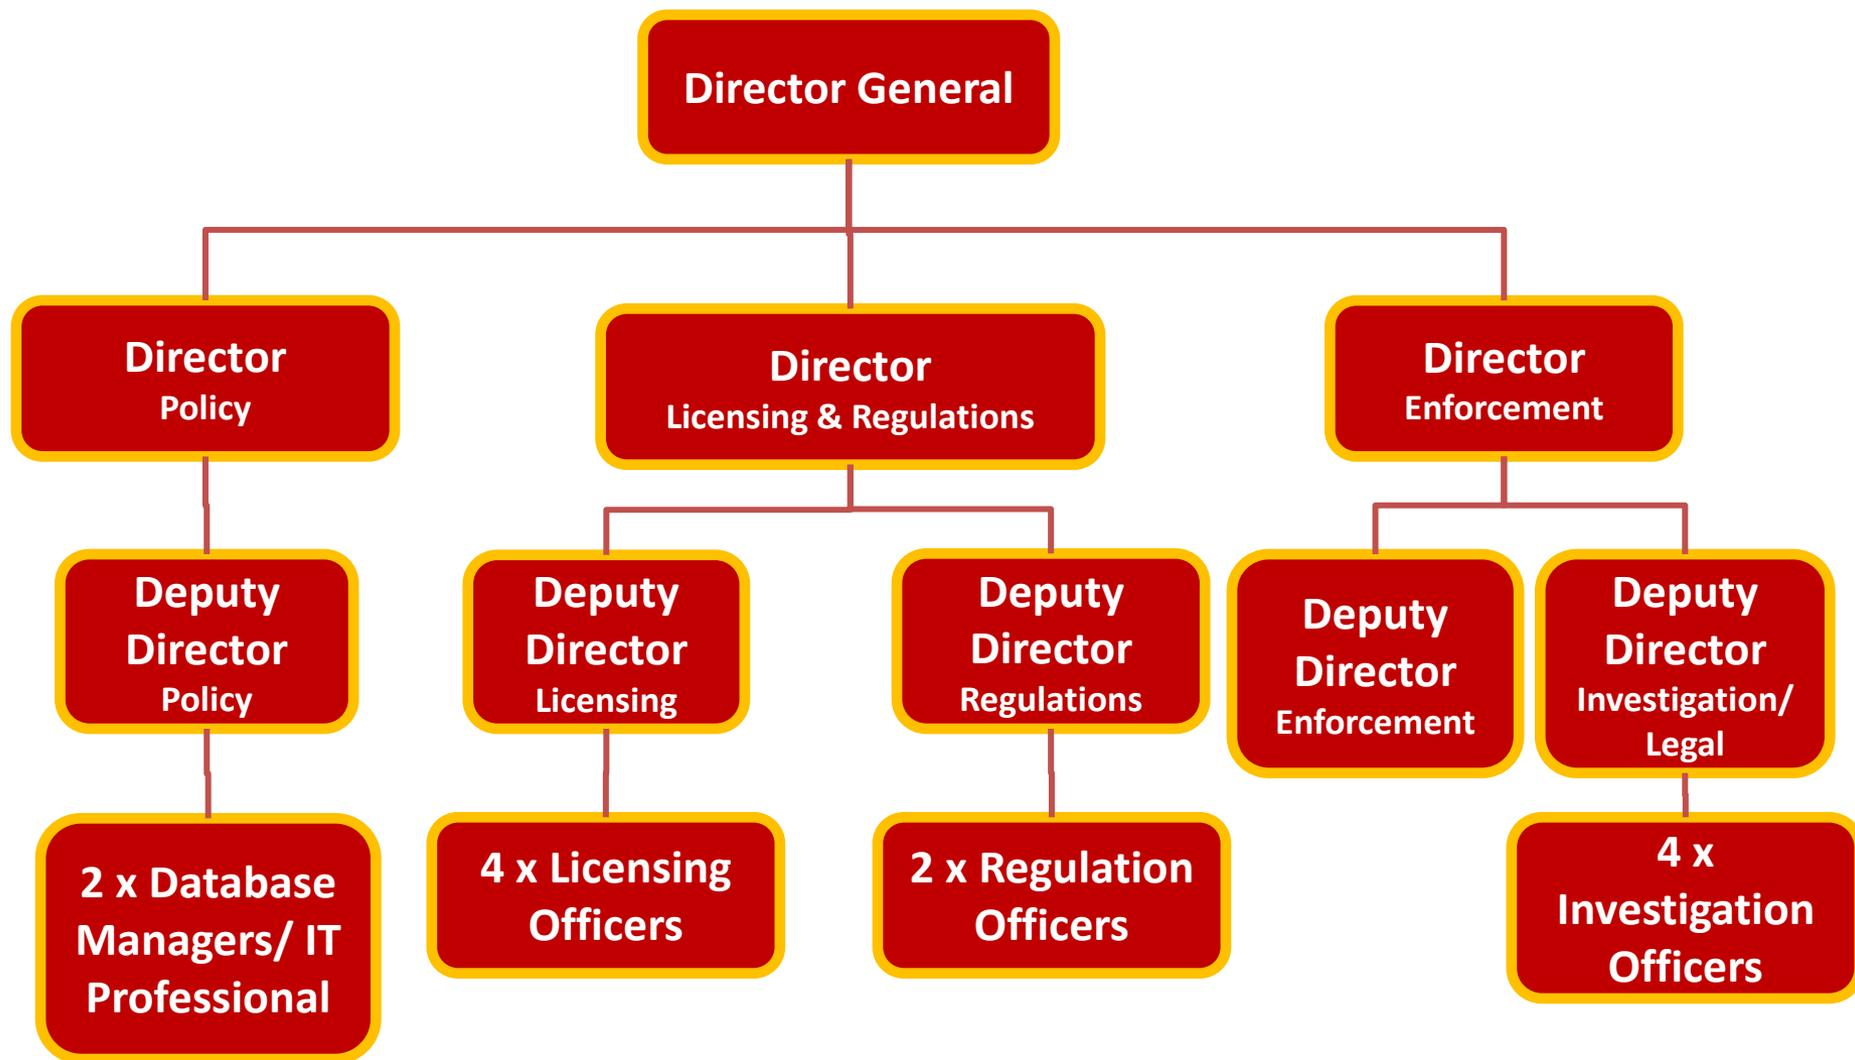 Director General
Director
Policy
Director
Licensing & Regulations
Director
Enforcement
Deputy
Director
Policy
Deputy
Director
Licensing
Deputy
Director
Regulations
Deputy
Director
Enforcement
Deputy
Director
Investigation/
Legal
2 x Database
Managers/ IT
Professional
4 x Licensing
Officers
2 x Regulation
Officers
4 x
Investigation
Officers